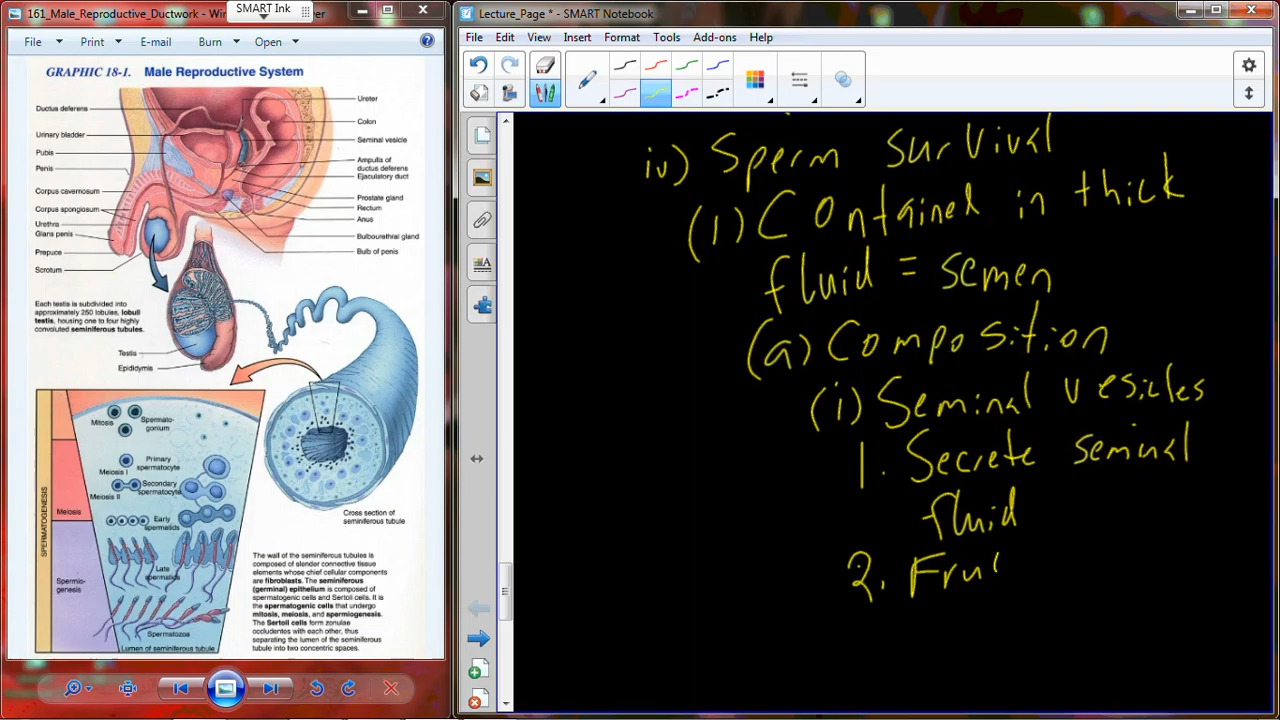 161_Male_Reproductive_Ductwork - Win
SMART Ink
File Print E-mail Burn Open
GRAPHIC 18-1. Male Reproductive System
Ductus deferens
Urinary bladder
Pubis
Penis
Corpus cavernosum
Corpus spongiosum
Urethra
Glans penis
Prepuce
Scrotum
Ureter
Colon
Seminal vesicle
Ampulla of
ductus deferens
Ejaculatory duct
Prostate gland
Rectum
Anus
Bulbourethral gland
Bulb of penis
Each testis is subdivided into
approximately 250 lobules, lobuli
testis, housing one to four highly
convoluted seminiferous tubules.
Testis
Epididymis
SPERMATOGENESIS
Meiosis
Spermio-
genesis
Mitosis
Spermato-
gonium
Primary
spermatocyte
Meiosis I
Meiosis II
Secondary
spermatocyte
Early
spermatids
Late
spermatids
Spermatozoa
Lumen of seminiferous tubule
Cross section of
seminiferous tubule
The wall of the seminiferous tubules is
composed of slender connective tissue
elements whose chief cellular components
are fibroblasts. The seminiferous
(germinal) epithelium is composed of
spermatogenic cells and Sertoli cells. It is
the spermatogenic cells that undergo
mitosis, meiosis, and spermiogenesis.
The Sertoli cells form zonulae
occludentes with each other, thus
separating the lumen of the seminiferous
tubule into two concentric spaces.
Lecture_Page * - SMART Notebook
File Edit View Insert Format Tools Add-ons Help
iv) Sperm survival
(1) Contained in thick
fluid = semen
(a) Composition
(i) Seminal vesicles
1. Secrete seminal
fluid
2. Fru